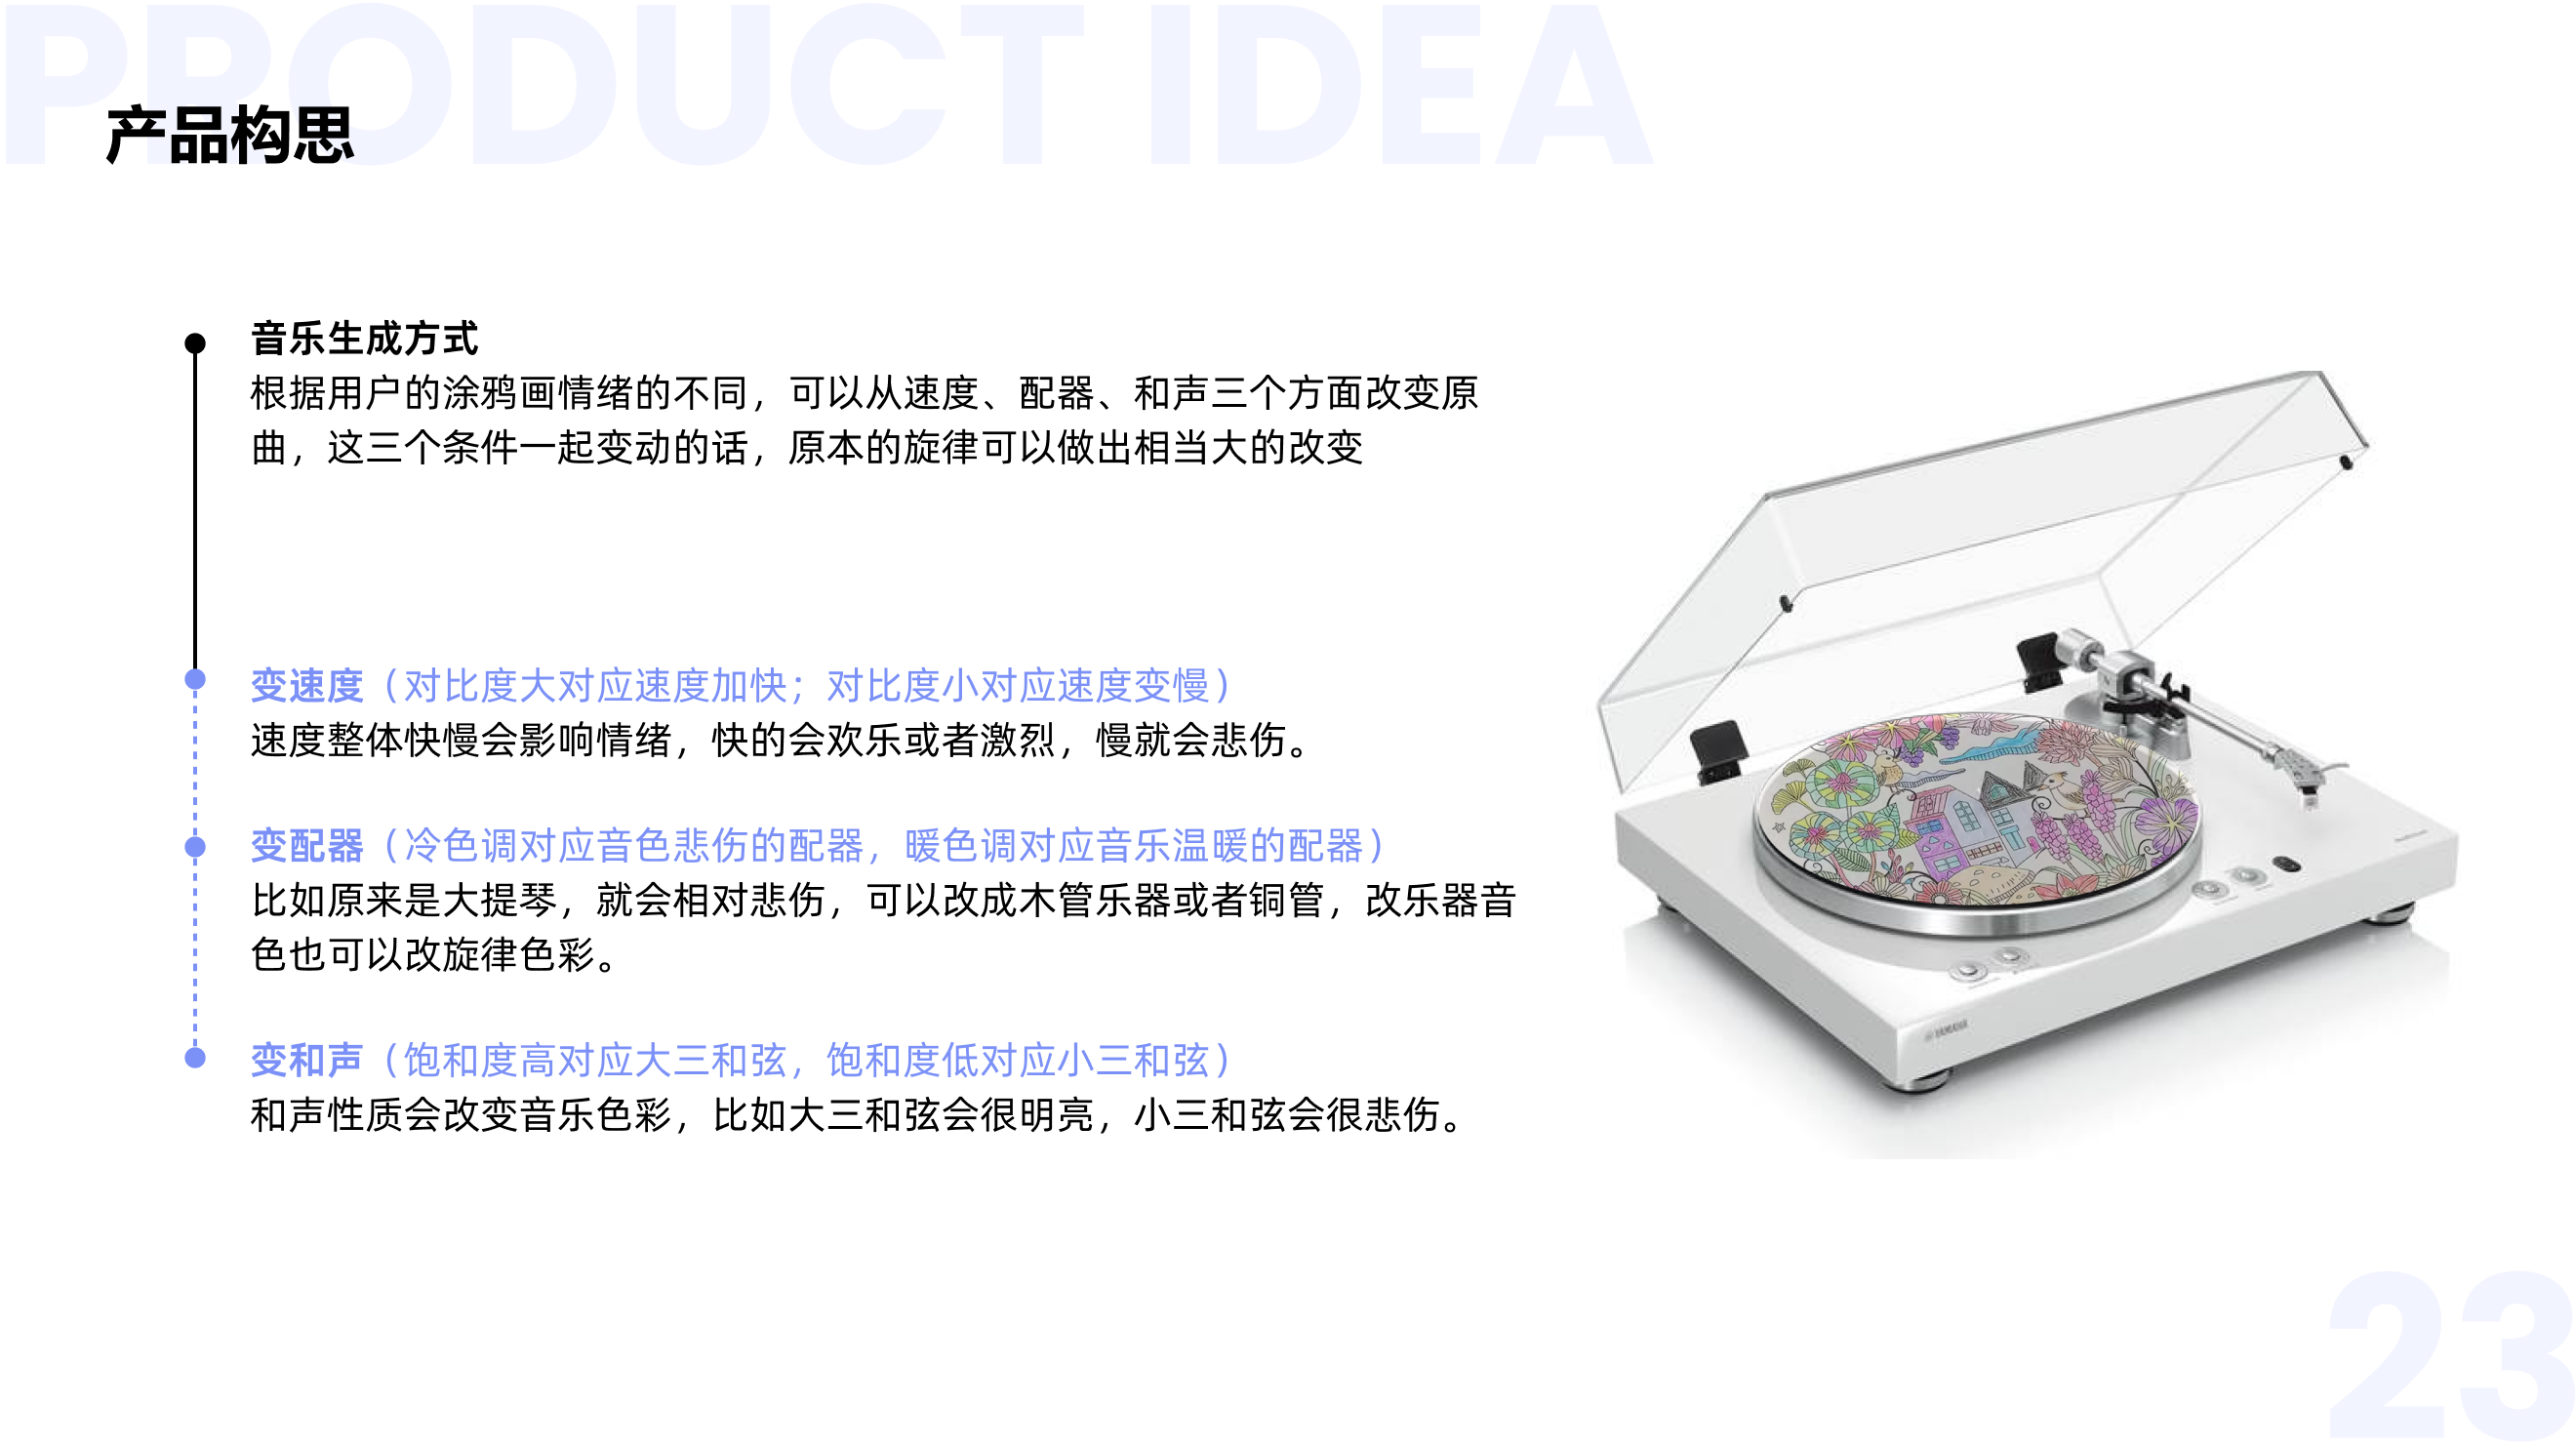 PRODUCT IDEA
产品构思
音乐生成方式
根据用户的涂鸦画情绪的不同，可以从速度、配器、和声三个方面改变原
曲，这三个条件一起变动的话，原本的旋律可以做出相当大的改变
变速度（对比度大对应速度加快；对比度小对应速度变慢）
速度整体快慢会影响情绪，快的会欢乐或者激烈，慢就会悲伤。
变配器（冷色调对应音色悲伤的配器，暖色调对应音乐温暖的配器）
比如原来是大提琴，就会相对悲伤，可以改成木管乐器或者铜管，改乐器音
色也可以改旋律色彩。
变和声（饱和度高对应大三和弦，饱和度低对应小三和弦）
和声性质会改变音乐色彩，比如大三和弦会很明亮，小三和弦会很悲伤。
YAMAHA
23